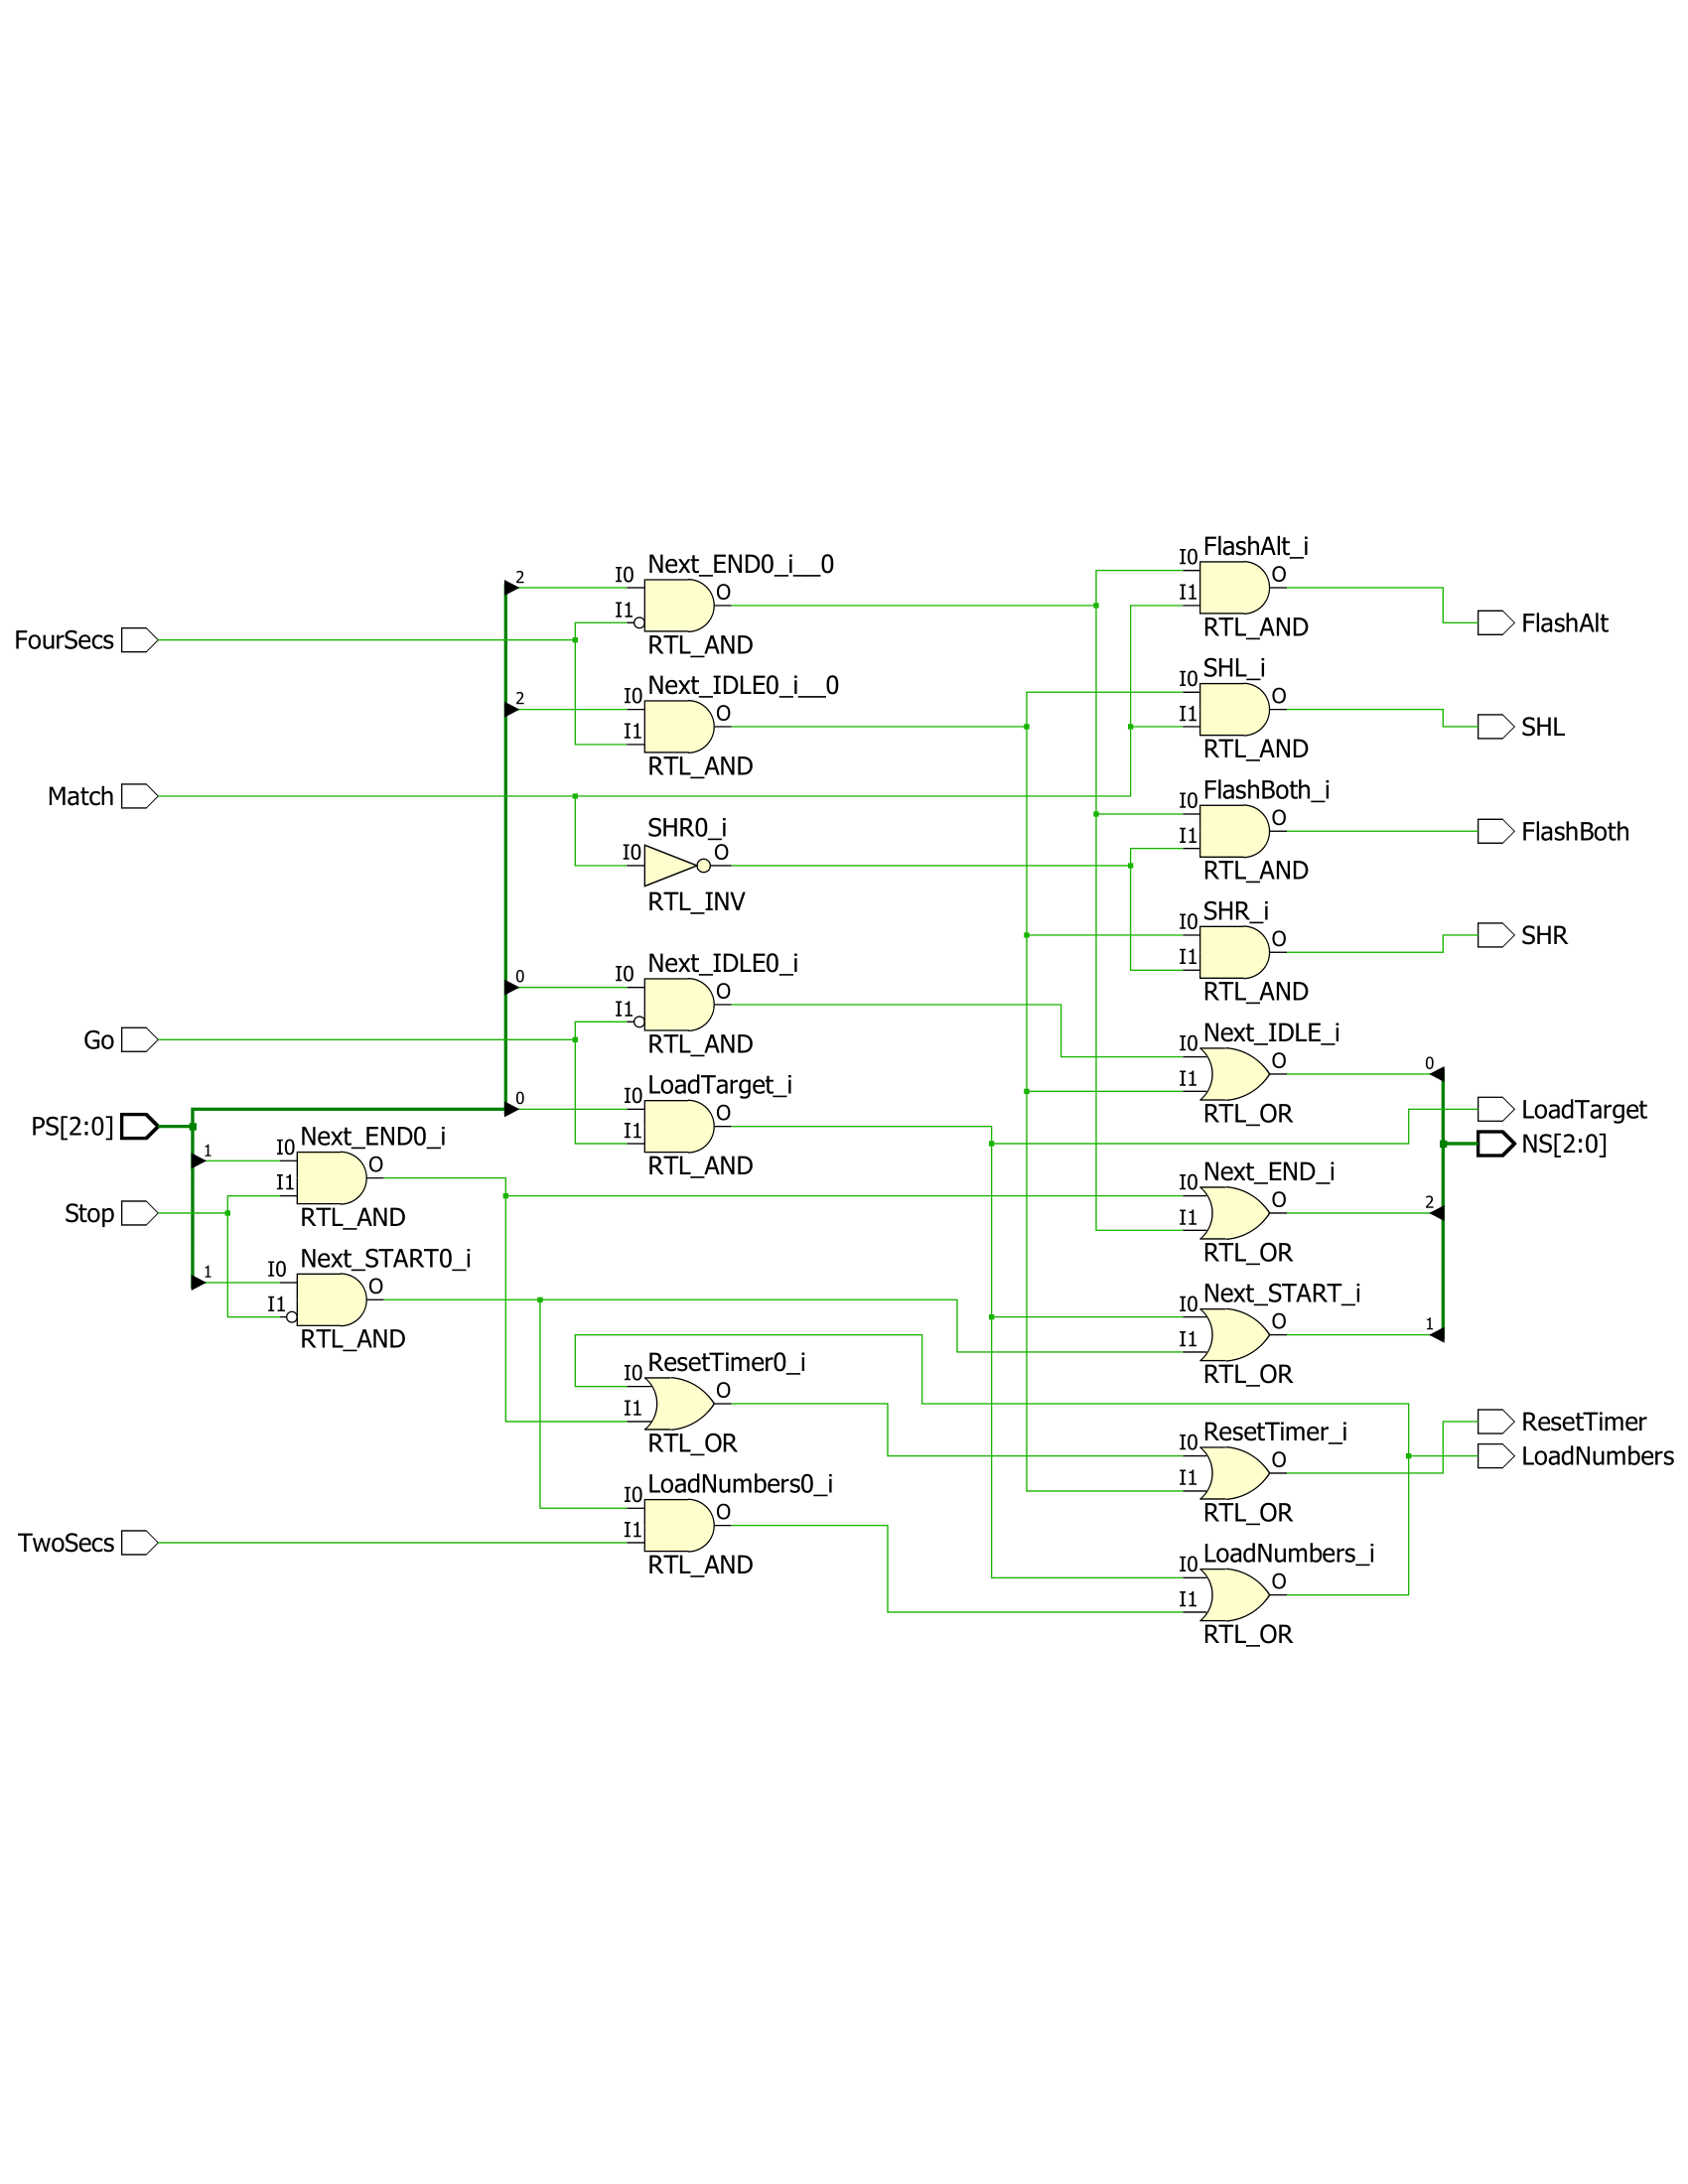 FourSecs
Match
Go
PS[2:0]
Stop
TwoSecs
1
I0
Next_END0_i
I1
O
RTL_AND
1
I0
Next_START0_i
I1
O
RTL_AND
2
I0
Next_END0_i__0
I1
O
RTL_AND
2
I0
Next_IDLE0_i__0
I1
O
RTL_AND
SHR0_i
I0
O
RTL_INV
0
I0
Next_IDLE0_i
I1
O
RTL_AND
0
I0
LoadTarget_i
I1
O
RTL_AND
I0
ResetTimer0_i
I1
O
RTL_OR
I0
LoadNumbers0_i
I1
O
RTL_AND
I0
FlashAlt_i
I1
O
RTL_AND
I0
SHL_i
I1
O
RTL_AND
I0
FlashBoth_i
I1
O
RTL_AND
I0
SHR_i
I1
O
RTL_AND
I0
Next_IDLE_i
I1
O
RTL_OR
0
I0
Next_END_i
I1
O
RTL_OR
2
I0
Next_START_i
I1
O
RTL_OR
1
I0
ResetTimer_i
I1
O
RTL_OR
I0
LoadNumbers_i
I1
O
RTL_OR
FlashAlt
SHL
FlashBoth
SHR
LoadTarget
NS[2:0]
ResetTimer
LoadNumbers